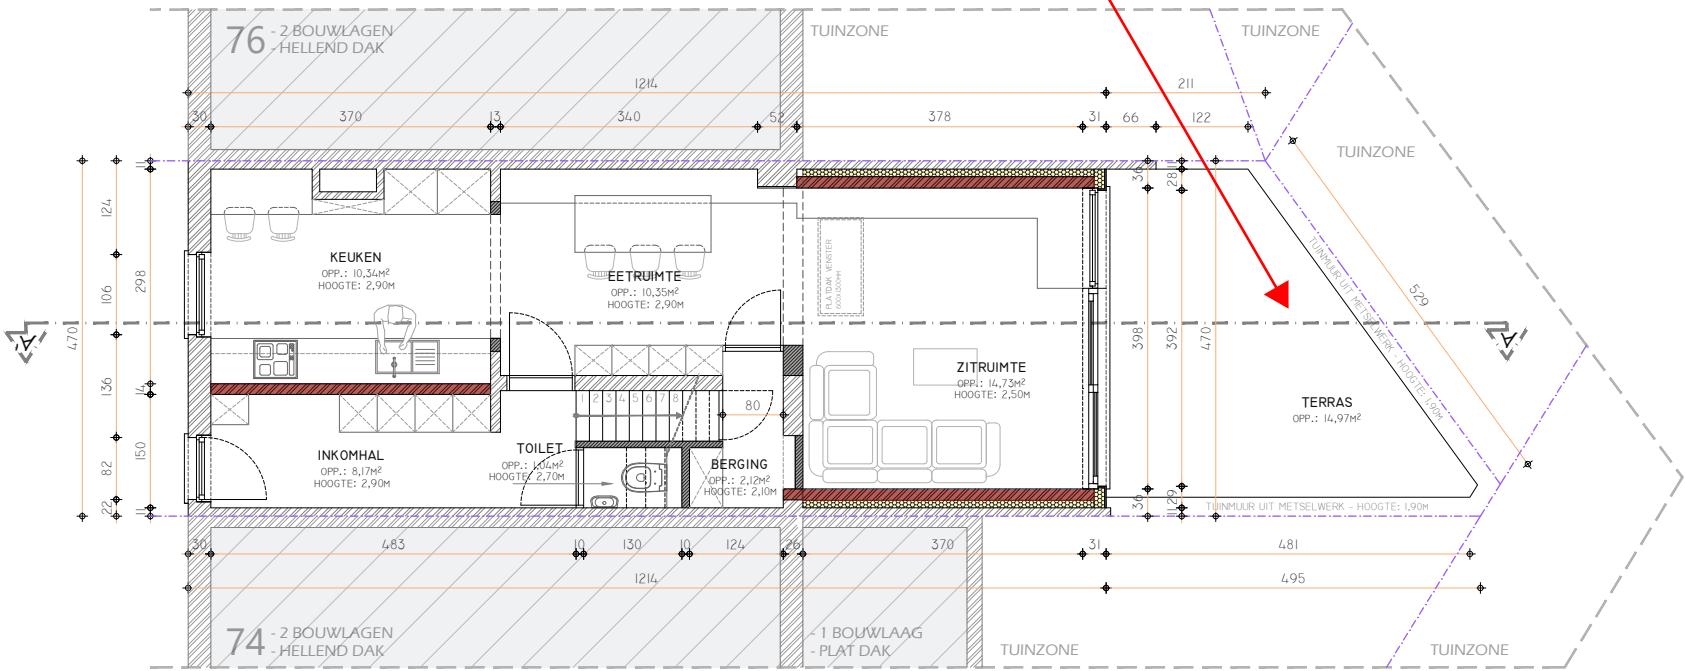 76 - 2 BOUWLAGEN
- HELLEND DAK
TUINZONE
TUINZONE
1214
211
30
370
13
340
52
378
31
66
122
TUINZONE
11
36
28
11
124
KEUKEN
OPP.: 10,34M²
HOOGTE: 2,90M
EETRUIMTE
OPP.: 10,35M²
HOOGTE: 2,90M
PLATDAK VENSTER
600x1300MM
TUINMUUR UIT METSELWERK - HOOGTE: 1,90M
529
298
106
470
A
A
398
392
470
136
14
ZITRUIMTE
OPP.: 14,73M²
HOOGTE: 2,50M
1 2 3 4 5 6 7 8
80
TERRAS
OPP.: 14,97M²
150
82
INKOMHAL
OPP.: 8,17M²
HOOGTE: 2,90M
TOILET
OPP.: 1,04M²
HOOGTE: 2,70M
BERGING
OPP.: 2,12M²
HOOGTE: 2,10M
22
11
36
29
11
TUINMUUR UIT METSELWERK - HOOGTE: 1,90M
30
483
10
130
10
124
26
370
31
481
1214
495
74 - 2 BOUWLAGEN
- HELLEND DAK
- 1 BOUWLAAG
- PLAT DAK
TUINZONE
TUINZONE